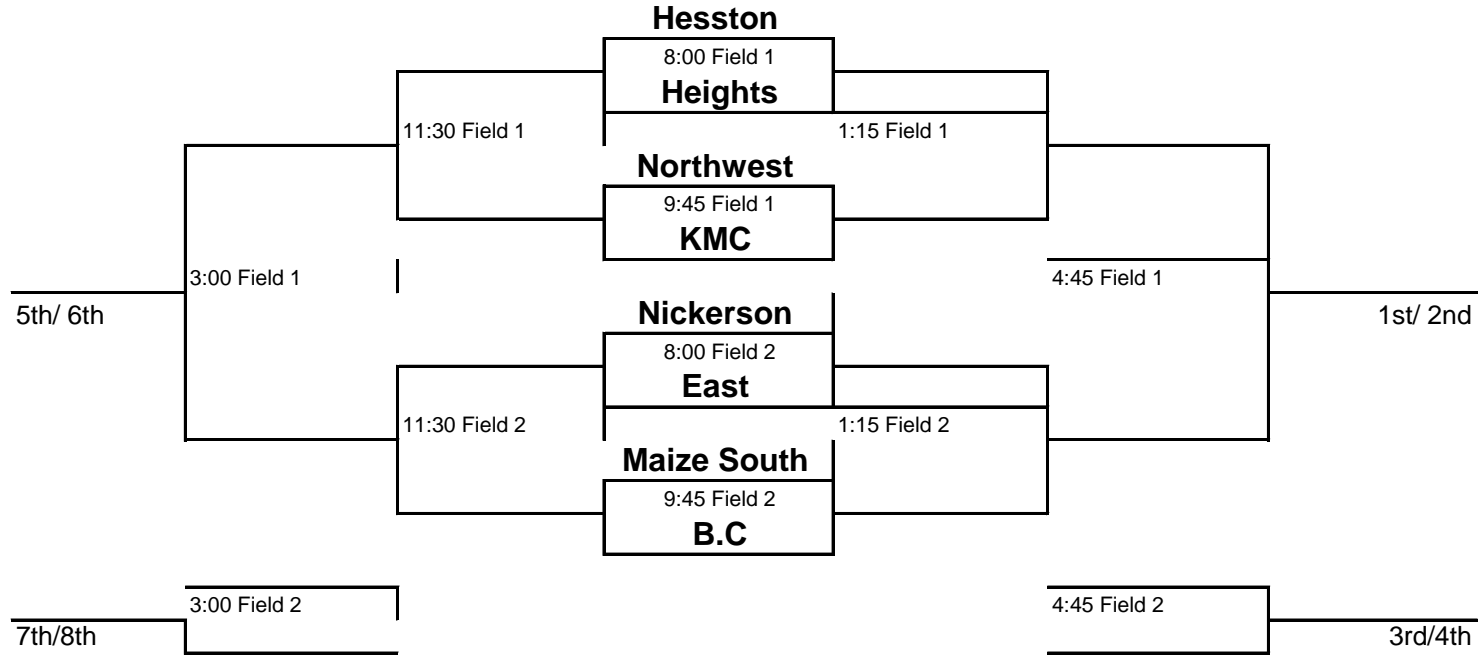 Hesston
8:00 Field 1
Heights
11:30 Field 1
1:15 Field 1
Northwest
9:45 Field 1
KMC
3:00 Field 1
4:45 Field 1
5th/ 6th
1st/ 2nd
Nickerson
8:00 Field 2
East
11:30 Field 2
1:15 Field 2
Maize South
9:45 Field 2
B.C
3:00 Field 2
4:45 Field 2
7th/8th
3rd/4th